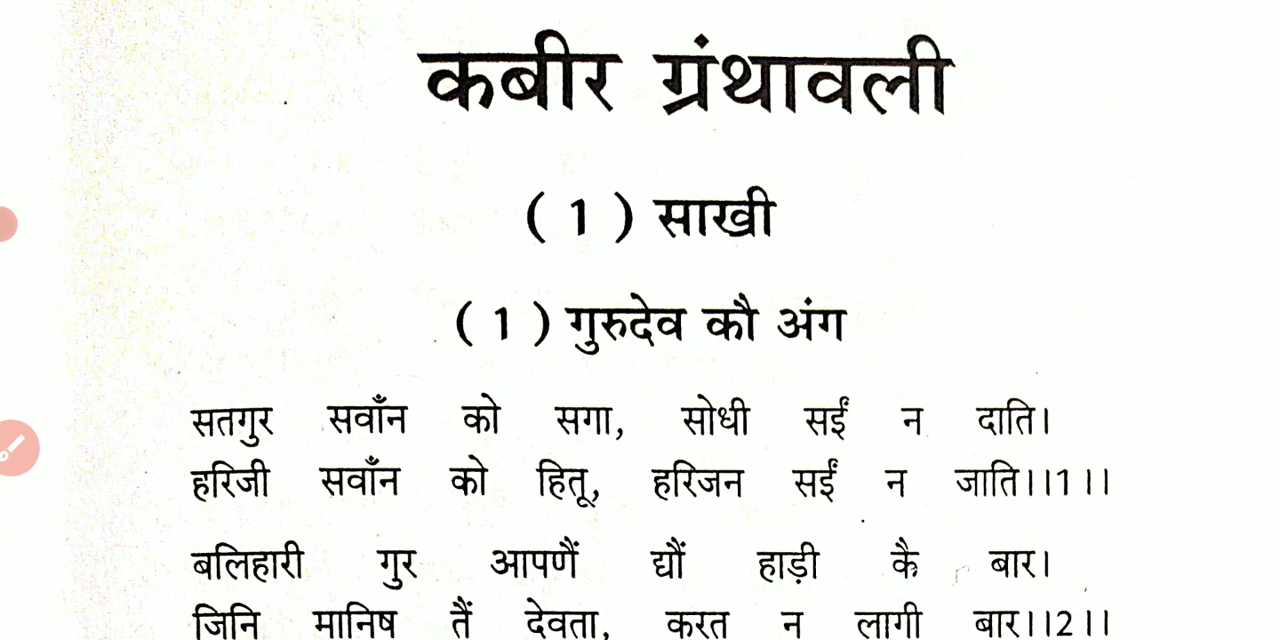 कबीर ग्रंथावली
( 1 ) साखी
( 1 ) गुरुदेव कौ अंग
सतगुर सवाँन को सगा, सोधी सईं न दाति।
हरिजी सवाँन को हितू, हरिजन सईं न जाति।।1।।
बलिहारी गुर आपणैं द्यौं हाड़ी कै बार।
जिनि मानिष तैं देवता, करत न लागी बार।।2।।